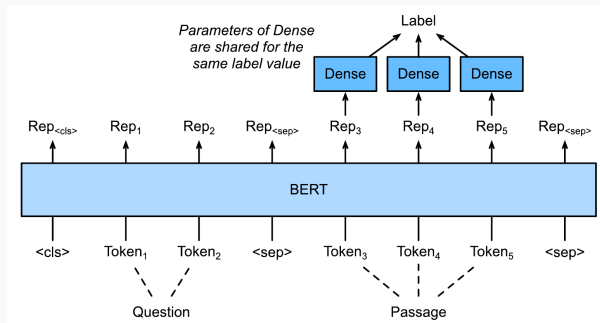 Label
Parameters of Dense
are shared for the
same label value
Dense Dense Dense
Rep<cls> Rep1 Rep2 Rep<sep> Rep3 Rep4 Rep5 Rep<sep>
BERT
<cls> Token1 Token2 <sep> Token3 Token4 Token5 <sep>
Question Passage